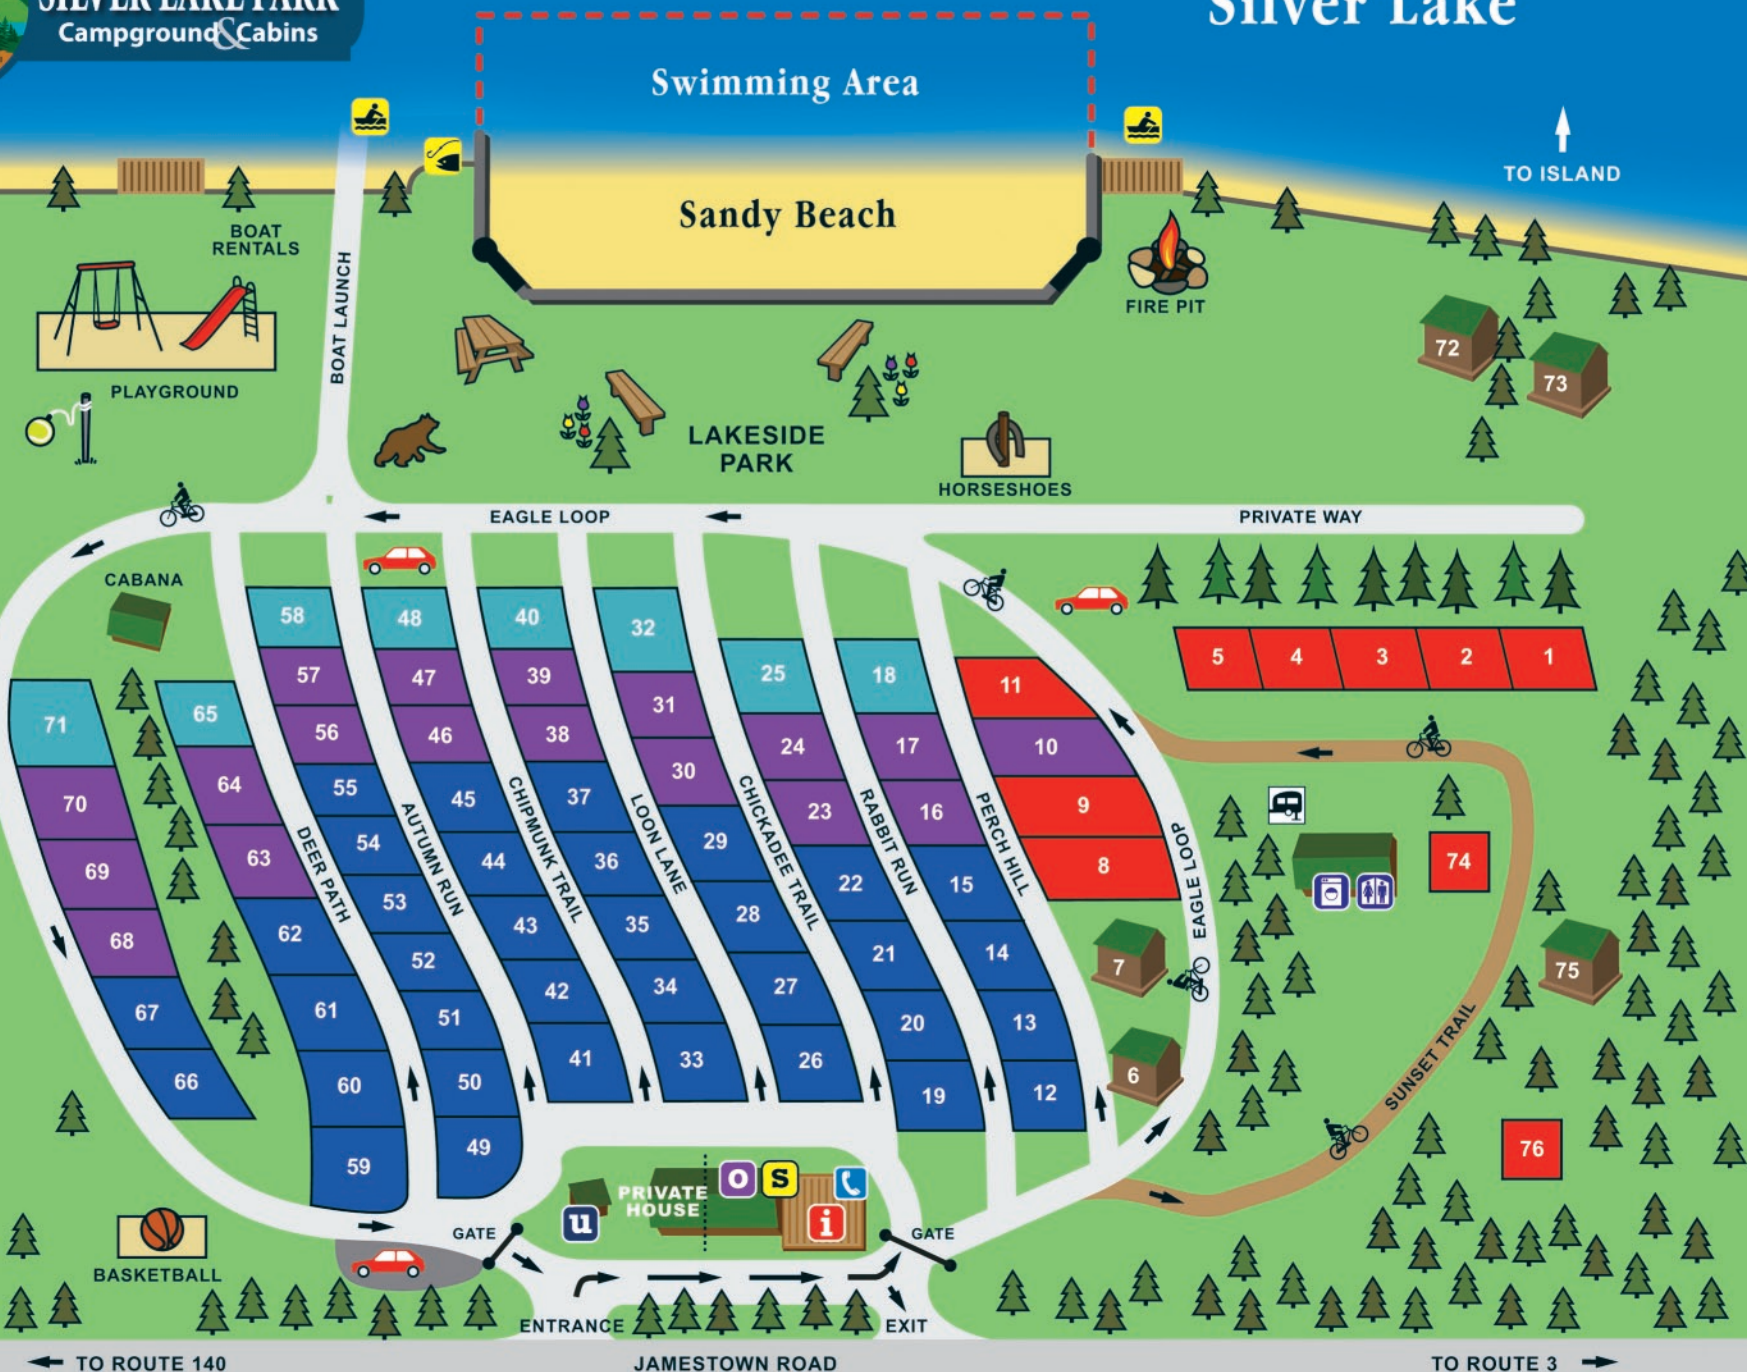 SILVER LAKE PARK
Campground & Cabins
Silver Lake
Swimming Area
TO ISLAND
Sandy Beach
BOAT
RENTALS
BOAT LAUNCH
FIRE PIT
PLAYGROUND
72
73
LAKESIDE
PARK
HORSESHOES
EAGLE LOOP
PRIVATE WAY
CABANA
58
48
40
32
25
18
11
5
4
3
2
1
71
65
57
47
39
31
24
17
10
70
64
56
46
38
30
23
16
9
69
63
55
45
37
29
22
15
8
68
62
54
44
36
28
21
14
7
67
61
53
43
35
27
20
13
6
66
60
52
42
34
26
19
12
59
51
41
33
50
49
DEER PATH
AUTUMN RUN
CHIPMUNK TRAIL
LOON LANE
CHICKADEE TRAIL
RABBIT RUN
PERCH HILL
EAGLE LOOP
74
75
SUNSET TRAIL
76
PRIVATE
HOUSE
O
S
u
i
GATE
GATE
BASKETBALL
ENTRANCE
EXIT
TO ROUTE 140
JAMESTOWN ROAD
TO ROUTE 3